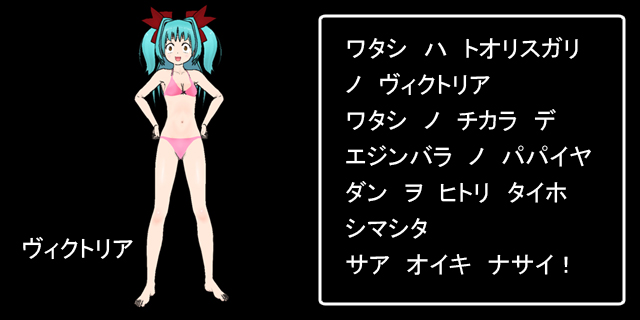 ワタシ ハ トオリスガリ
ノ ヴィクトリア
ワタシ ノ チカラ デ
エジンバラ ノ パパイヤ
ダン ヲ ヒトリ タイホ
シマシタ
サア オイキ ナサイ！
ヴィクトリア